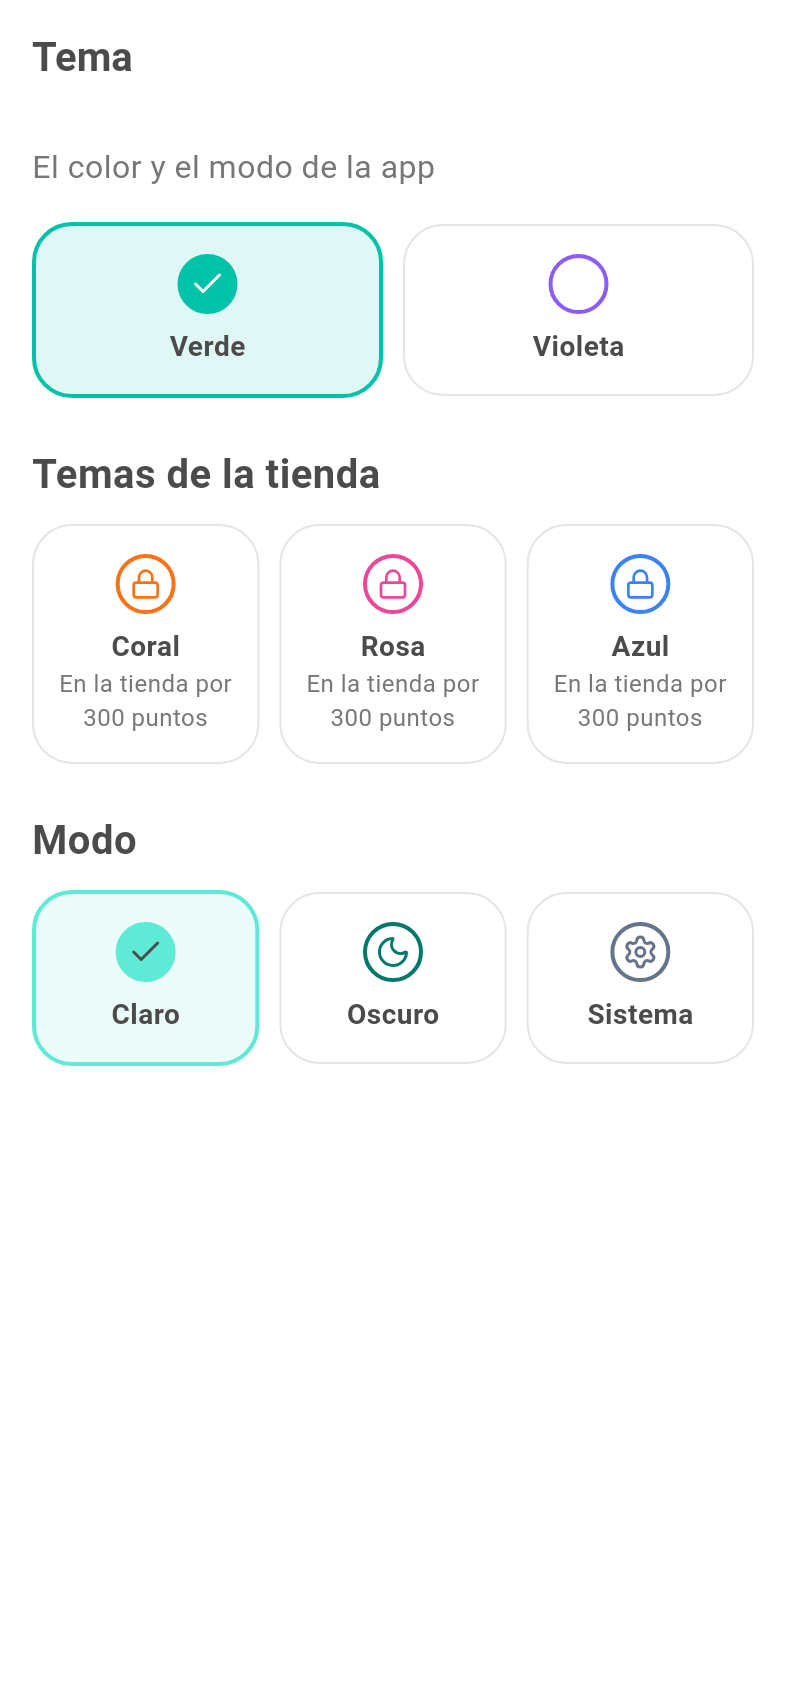 Tema
El color y el modo de la app
Verde
Violeta
Temas de la tienda
Coral
En la tienda por
300 puntos
Rosa
En la tienda por
300 puntos
Azul
En la tienda por
300 puntos
Modo
Claro
Oscuro
Sistema